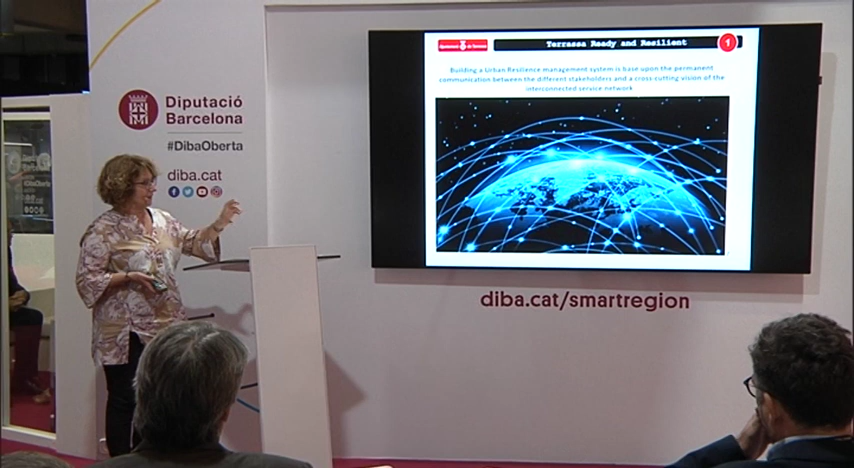 Diputació
Barcelona
#DibaOberta
diba.cat
Terrassa Ready and Resilient
1
Building a Urban Resilience management system is base upon the permanent
communication between the different stakeholders and a cross cutting vision of the
interconnected service network
diba.cat/smartregion